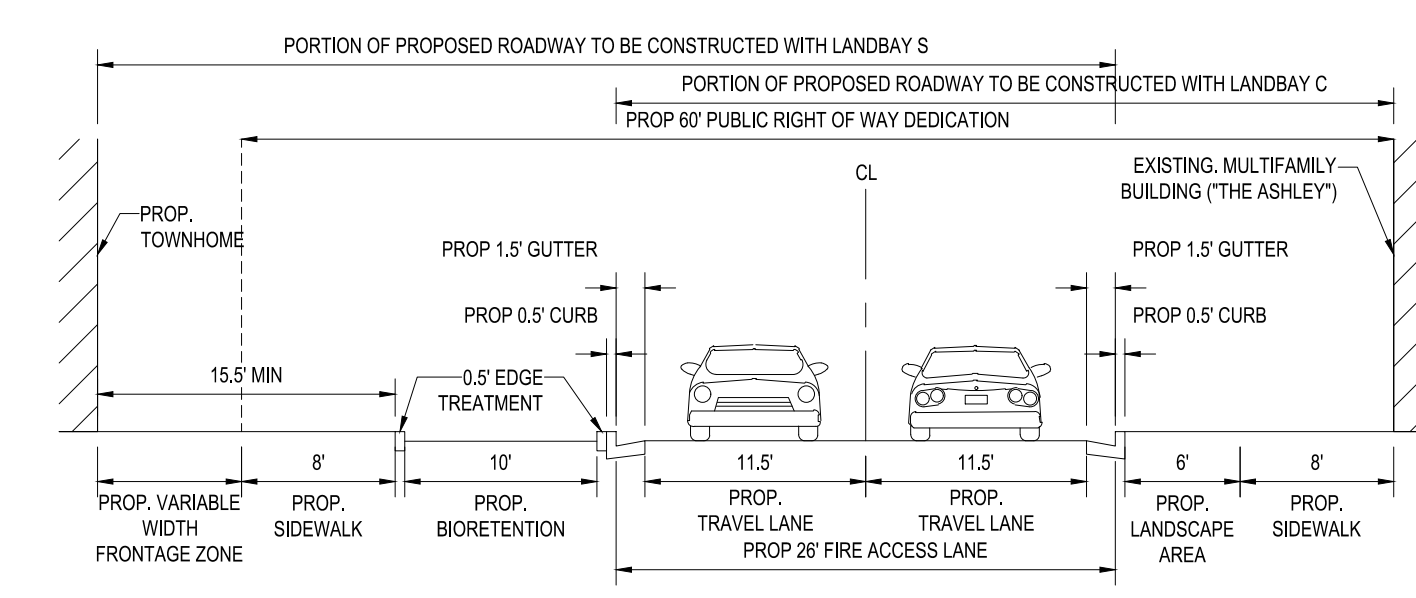 PORTION OF PROPOSED ROADWAY TO BE CONSTRUCTED WITH LANDBAY S
PORTION OF PROPOSED ROADWAY TO BE CONSTRUCTED WITH LANDBAY C
PROP 60' PUBLIC RIGHT OF WAY DEDICATION
CL
EXISTING. MULTIFAMILY
BUILDING ("THE ASHLEY")
PROP.
TOWNHOME
PROP 1.5' GUTTER
PROP 1.5' GUTTER
PROP 0.5' CURB
PROP 0.5' CURB
15.5' MIN
0.5' EDGE
TREATMENT
8'
10'
11.5'
11.5'
6'
8'
PROP. VARIABLE
WIDTH
FRONTAGE ZONE
PROP.
SIDEWALK
PROP.
BIORETENTION
PROP.
TRAVEL LANE
PROP.
TRAVEL LANE
PROP.
LANDSCAPE
AREA
PROP.
SIDEWALK
PROP 26' FIRE ACCESS LANE